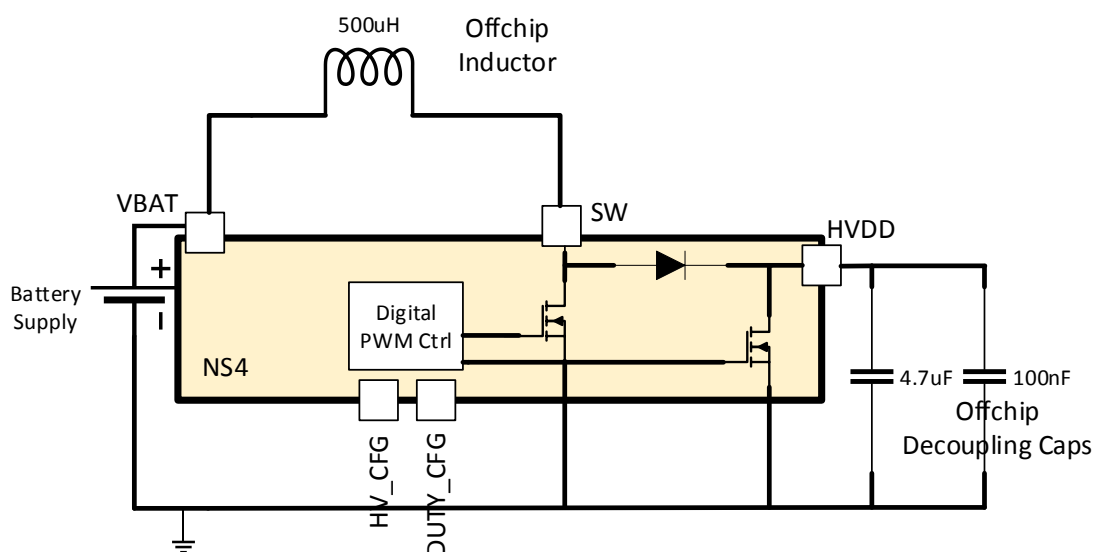 500uH
Offchip
Inductor
VBAT
SW
HVDD
+
Battery
Supply
–
Digital
PWM Ctrl
NS4
4.7uF
100nF
Offchip
Decoupling Caps
HV_CFG
DUTY_CFG